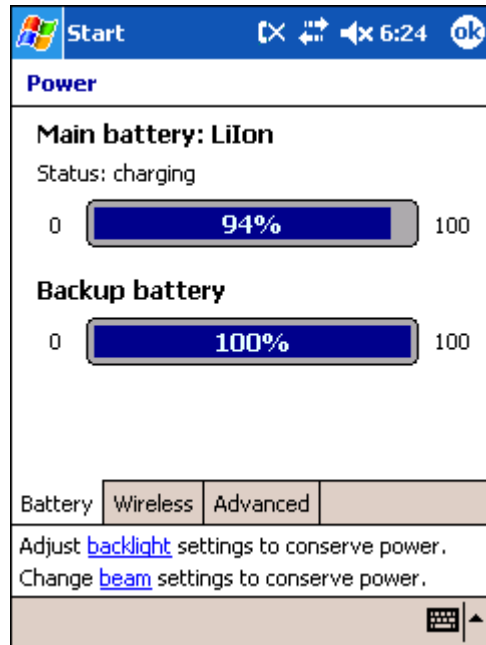 Start 6:24 ok
Power
Main battery: LiIon
Status: charging
0 94% 100
Backup battery
0 100% 100
Battery Wireless Advanced
Adjust backlight settings to conserve power.
Change beam settings to conserve power.